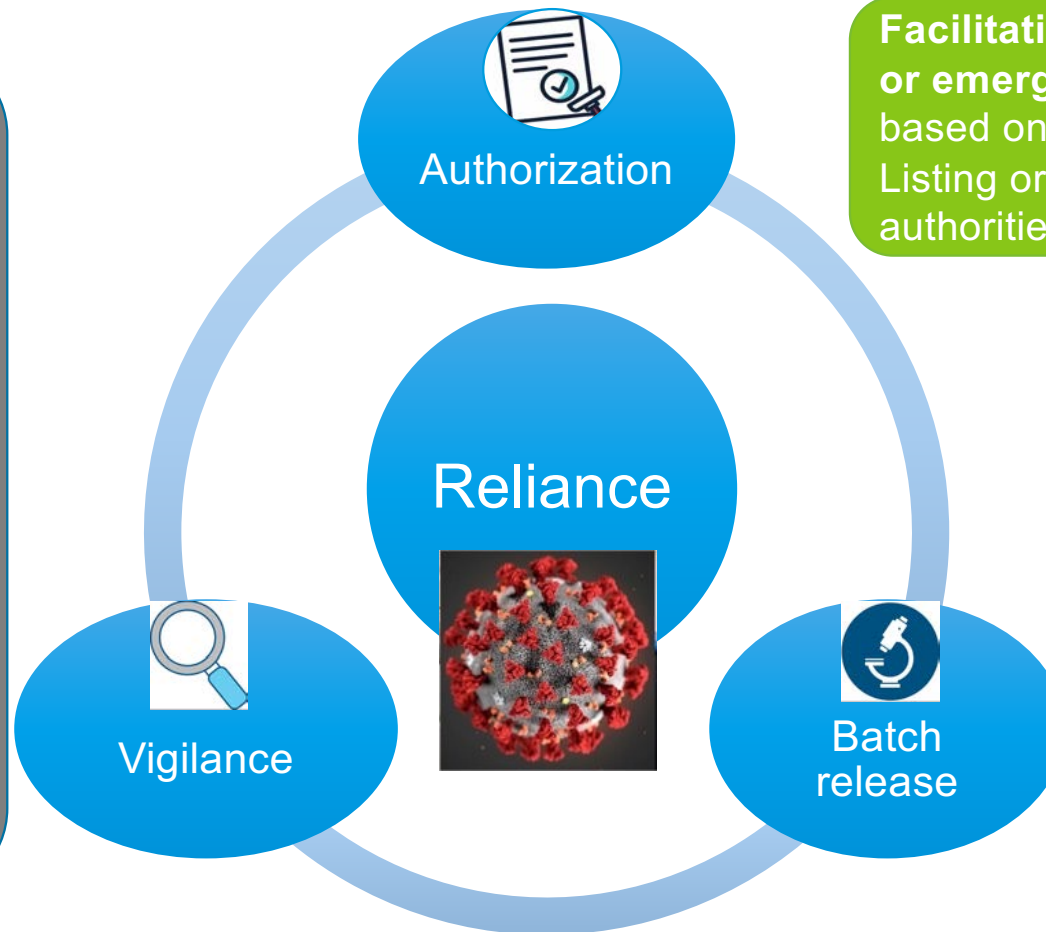 Authorization
or
based on
Listing or
Reliance
Vigilance
Batch
release